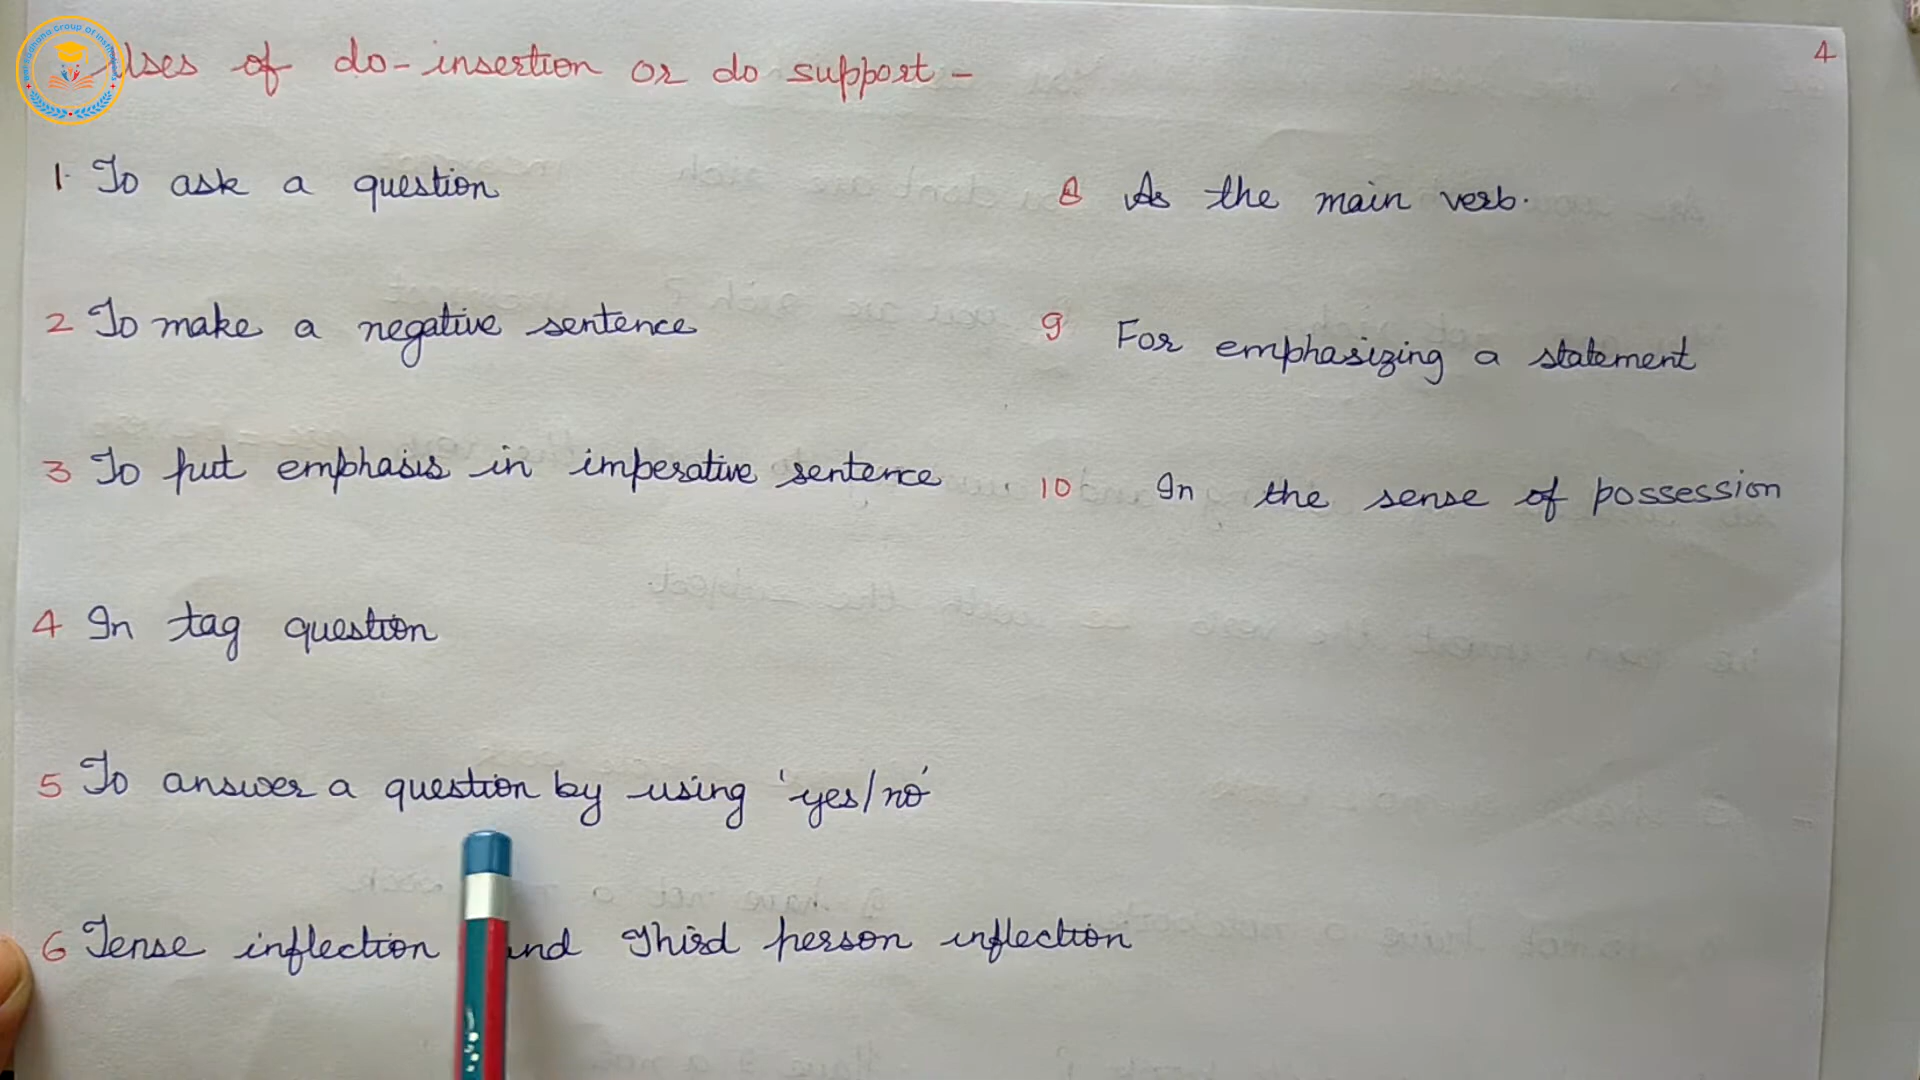 Uses of do-insertion or do support -
4
1. To ask a question
2 To make a negative sentence
3 To put emphasis in imperative sentence
4 In tag question
5 To answer a question by using 'yes/no'
6 Tense inflection and Third person inflection
8 As the main verb.
9 For emphasizing a statement
10 In the sense of possession